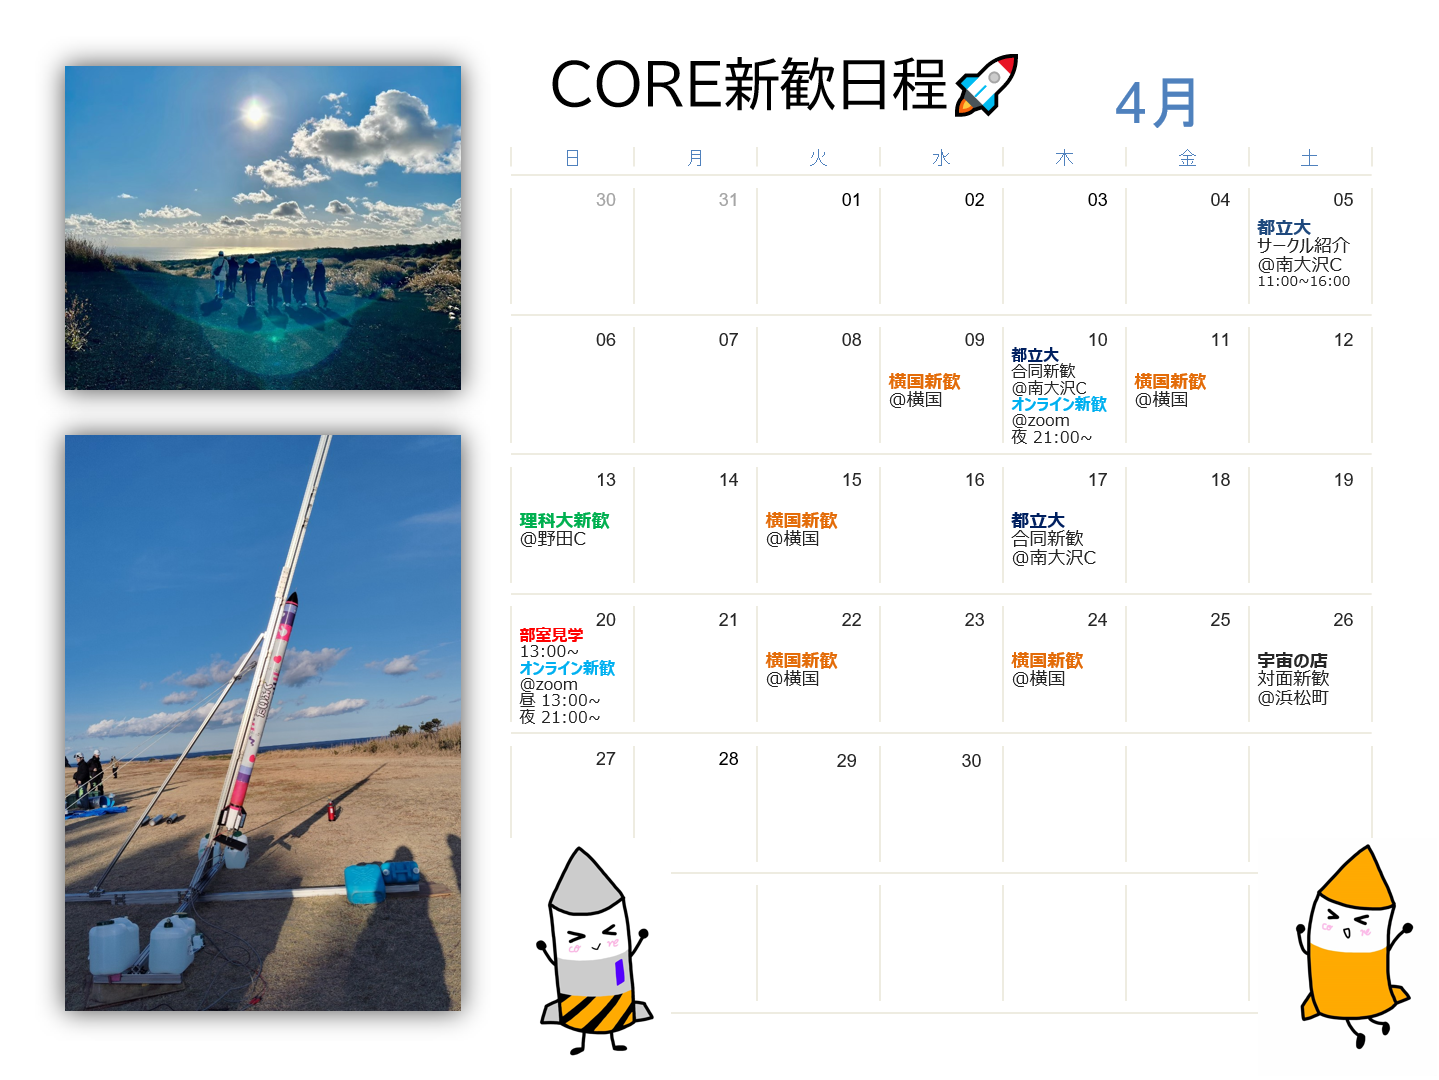 CORE新歓日程
4月
日 月 火 水 木 金 土
30 31 01 02 03 04 05
都立大
サークル紹介
@南大沢C
11:00~16:00
06 07 08 09 10 11 12
横国新歓
@横国
都立大
合同新歓
@南大沢C
オンライン新歓
@zoom
夜 21:00~
横国新歓
@横国
13 14 15 16 17 18 19
理科大新歓
@野田C
横国新歓
@横国
都立大
合同新歓
@南大沢C
20 21 22 23 24 25 26
部室見学
13:00~
オンライン新歓
@zoom
昼 13:00~
夜 21:00~
横国新歓
@横国
横国新歓
@横国
宇宙の店
対面新歓
@浜松町
27 28 29 30
co re
co re